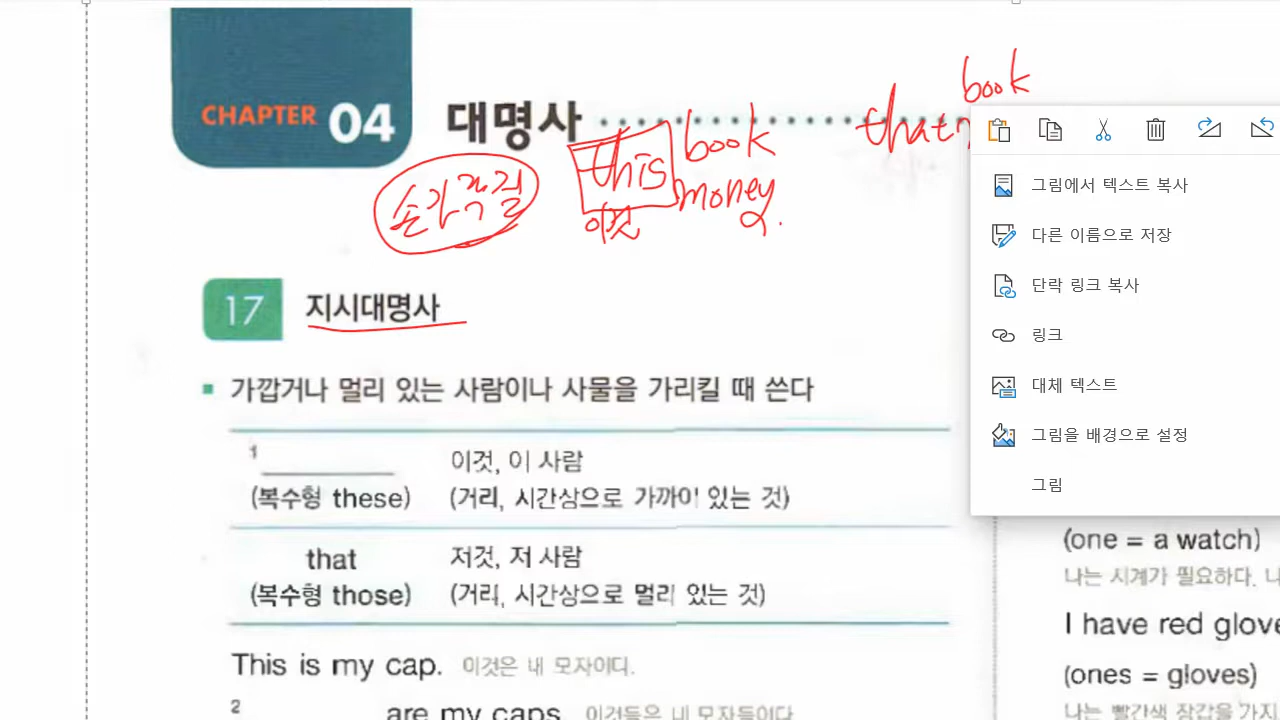 CHAPTER 04 대명사
손가락질
this
이것
book
money.
book
that
17 지시대명사
가깝거나 멀리 있는 사람이나 사물을 가리킬 때 쓴다
1 ________ 이것, 이 사람
(복수형 these) (거리, 시간상으로 가까이 있는 것)
that 저것, 저 사람
(복수형 those) (거리, 시간상으로 멀리 있는 것)
This is my cap. 이것은 내 모자이다.
2 are my caps. 이것들은 내 모자들이다
그림에서 텍스트 복사
다른 이름으로 저장
단락 링크 복사
링크
대체 텍스트
그림을 배경으로 설정
그림
(one = a watch)
나는 시계가 필요하다.
I have red
(ones = gloves)
나는 빨간색 장갑을 가지